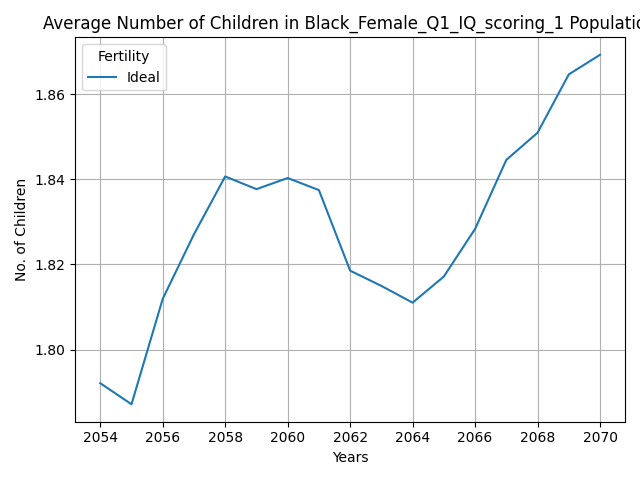 Average Number of Children in Black_Female_Q1_IQ_scoring_1 Populatio
Fertility
Ideal
No. of Children
1.86
1.84
1.82
1.80
2054 2056 2058 2060 2062 2064 2066 2068 2070
Years